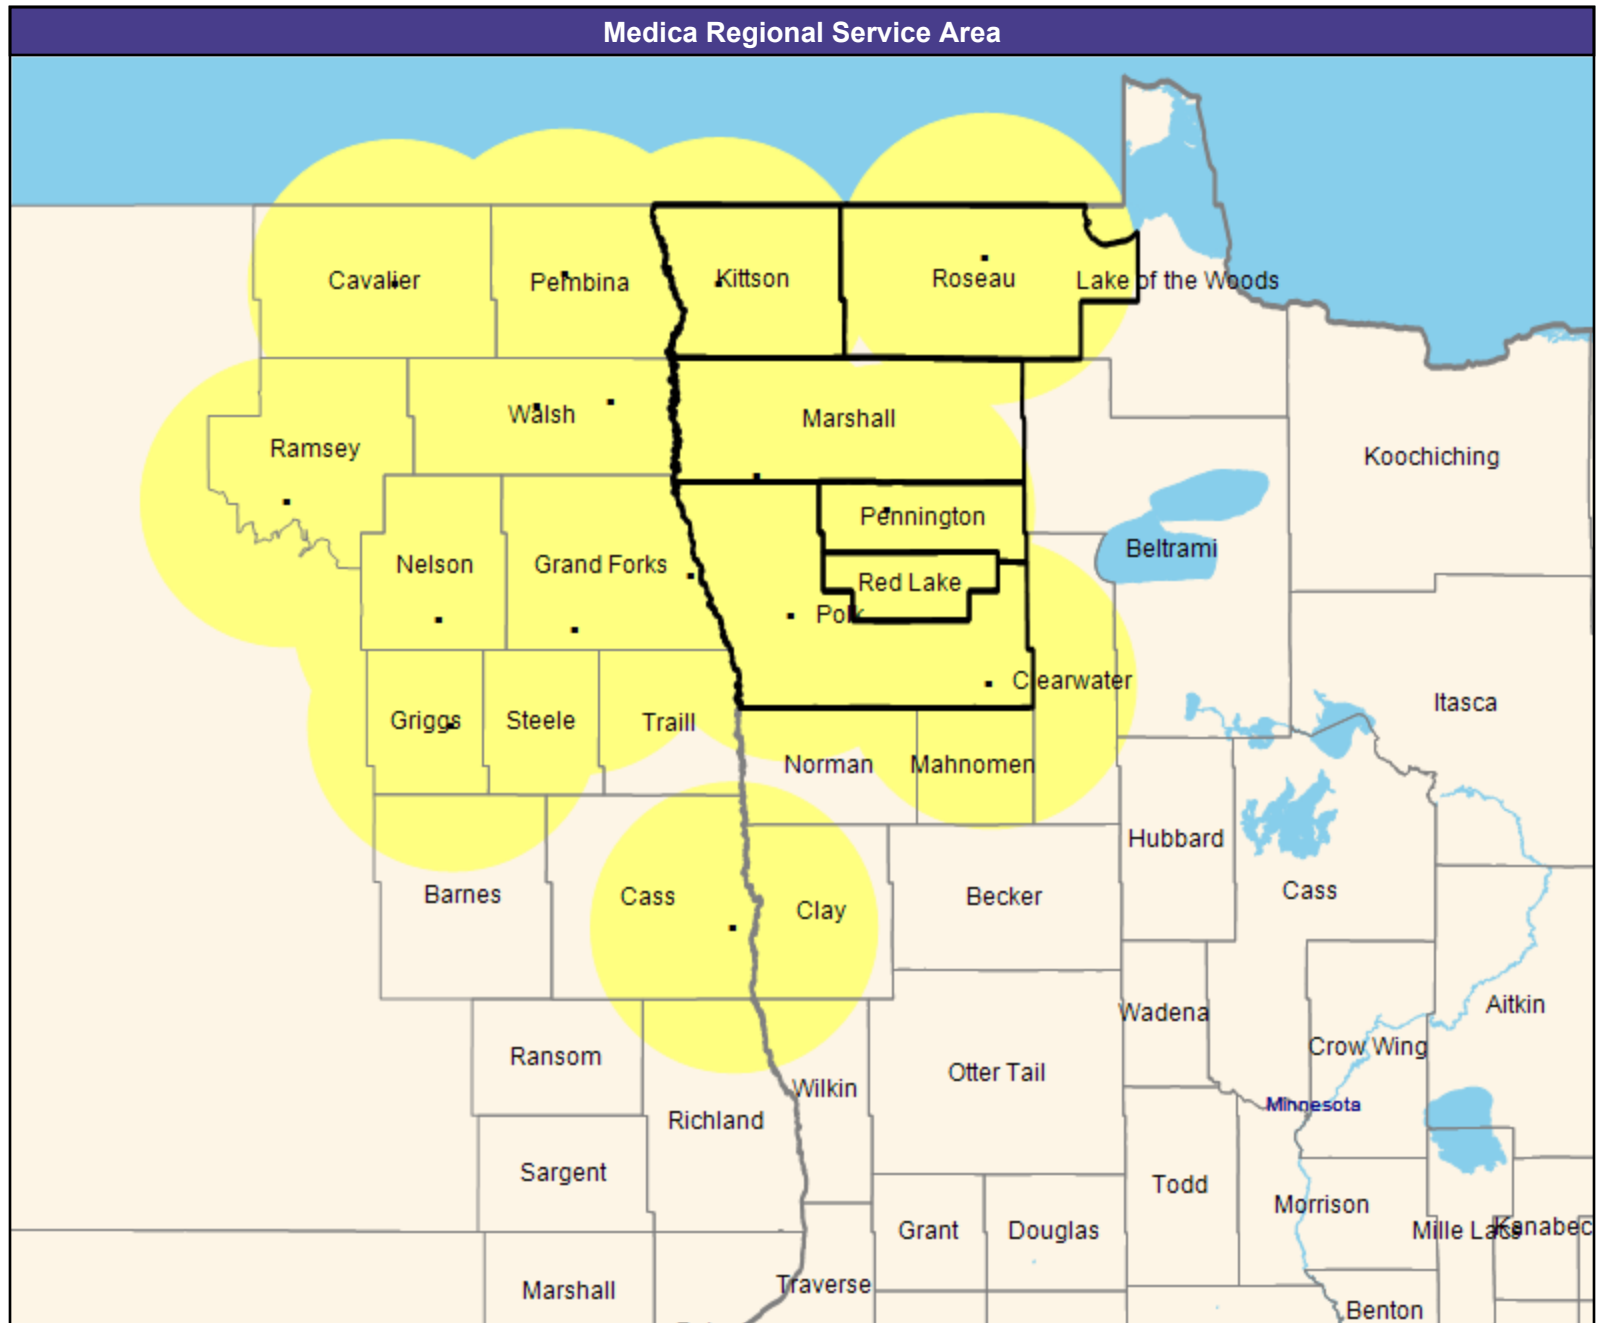 Medica Regional Service Area
Cavalier
Pembina
Kittson
Roseau
Lake of the Woods
Walsh
Marshall
Ramsey
Koochiching
Pennington
Beltrami
Nelson
Grand Forks
Red Lake
Polk
Clearwater
Griggs
Steele
Traill
Itasca
Norman
Mahnomen
Hubbard
Barnes
Cass
Clay
Becker
Cass
Wadena
Aitkin
Ransom
Crow Wing
Otter Tail
Wilkin
Minnesota
Richland
Sargent
Todd
Morrison
Grant
Douglas
Mille Lacs
Kanabec
Marshall
Traverse
Benton